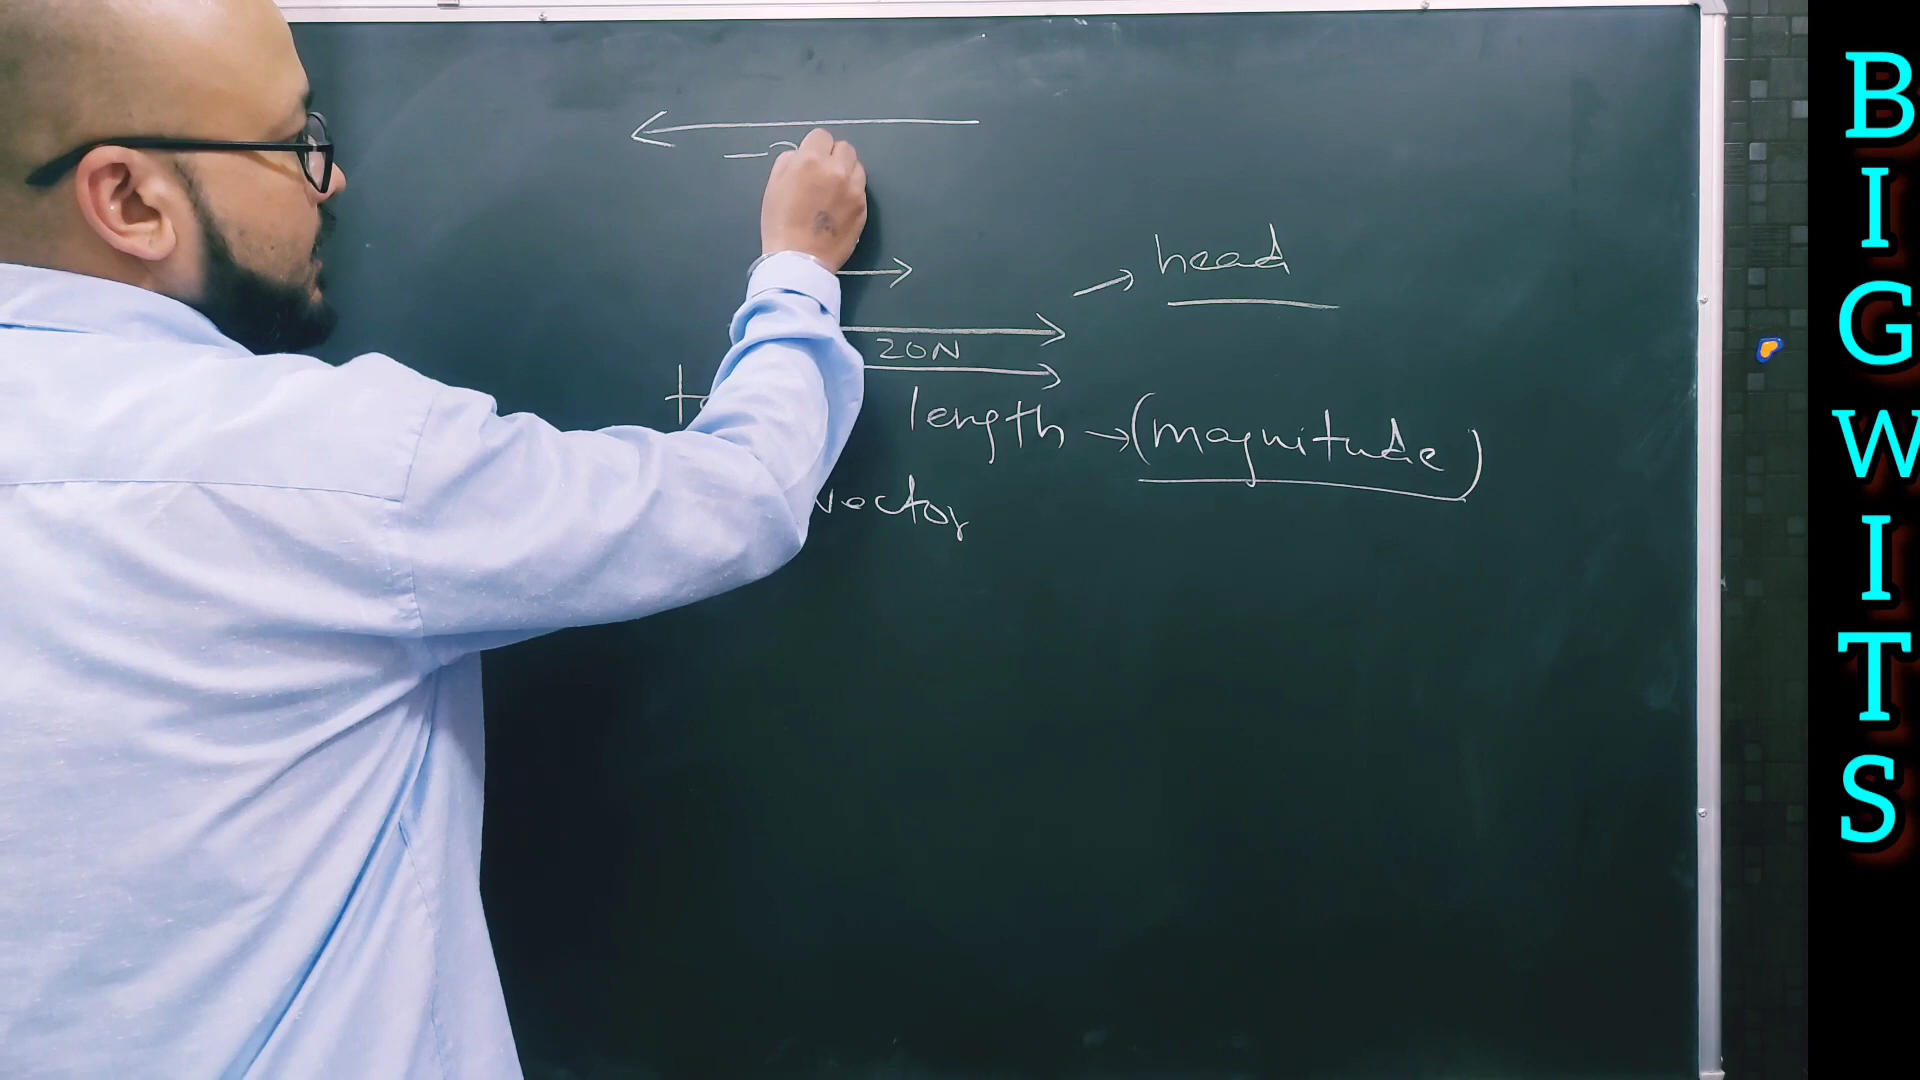 head
20N
length → (magnitude)
vector
BIGWITS